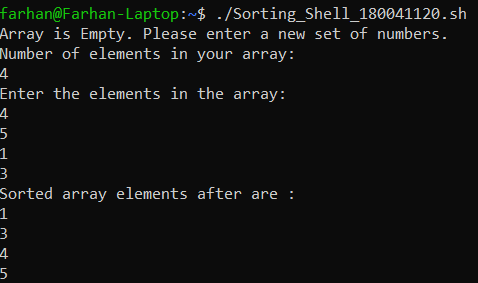 farhan@Farhan-Laptop:~$ ./Sorting_Shell_180041120.sh
Array is Empty. Please enter a new set of numbers.
Number of elements in your array:
4
Enter the elements in the array:
4
5
1
3
Sorted array elements after are :
1
3
4
5